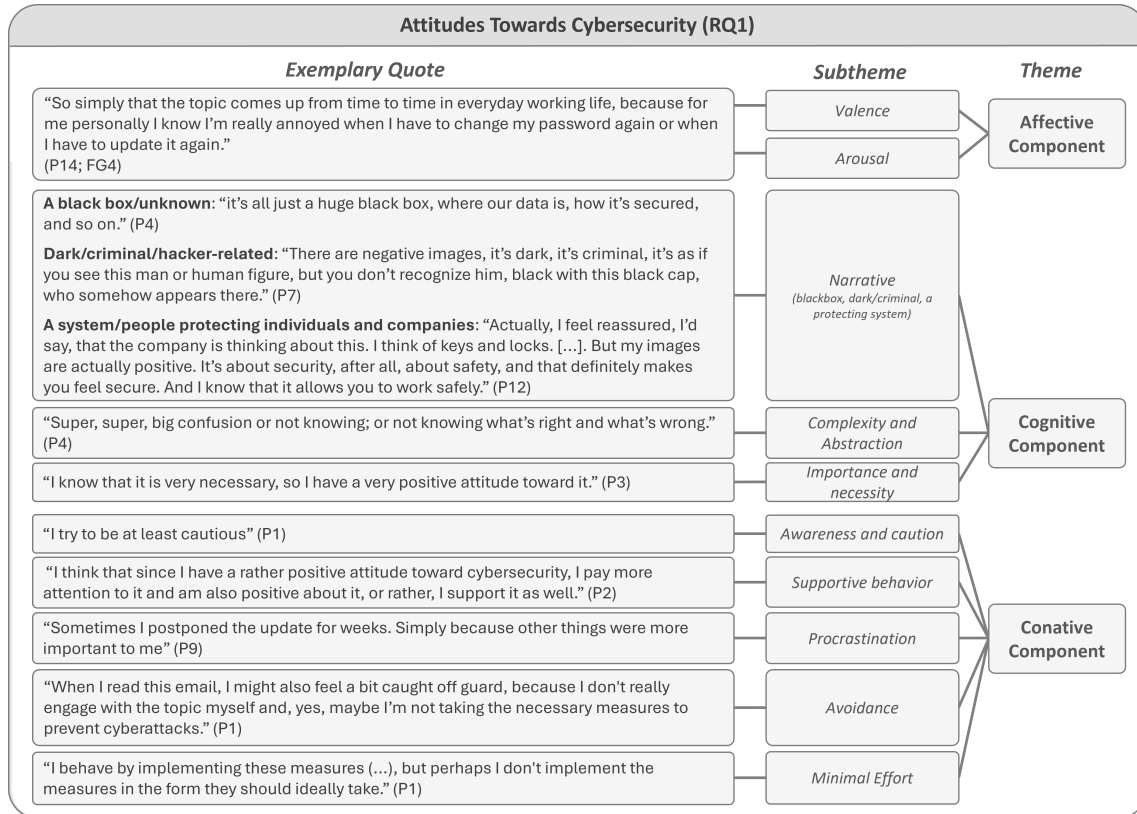 Attitudes Towards Cybersecurity (RQ1)
Exemplary Quote
Subtheme
Theme
“So simply that the topic comes up from time to time in everyday working life, because for
me personally I know I’m really annoyed when I have to change my password again or when
I have to update it again.”
(P14; FG4)
Valence
Arousal
Affective
Component
A black box/unknown: “it’s all just a huge black box, where our data is, how it’s secured,
and so on.” (P4)
Dark/criminal/hacker-related: “There are negative images, it’s dark, it’s criminal, it’s as if
you see this man or human figure, but you don’t recognize him, black with this black cap,
who somehow appears there.” (P7)
A system/people protecting individuals and companies: “Actually, I feel reassured, I’d
say, that the company is thinking about this. I think of keys and locks. [...]. But my images
are actually positive. It’s about security, after all, about safety, and that definitely makes
you feel secure. And I know that it allows you to work safely.” (P12)
Narrative
(blackbox, dark/criminal, a
protecting system)
“Super, super, big confusion or not knowing; or not knowing what’s right and what’s wrong.”
(P4)
Complexity and
Abstraction
“I know that it is very necessary, so I have a very positive attitude toward it.” (P3)
Importance and
necessity
Cognitive
Component
“I try to be at least cautious” (P1)
Awareness and caution
“I think that since I have a rather positive attitude toward cybersecurity, I pay more
attention to it and am also positive about it, or rather, I support it as well.” (P2)
Supportive behavior
“Sometimes I postponed the update for weeks. Simply because other things were more
important to me” (P9)
Procrastination
“When I read this email, I might also feel a bit caught off guard, because I don't really
engage with the topic myself and, yes, maybe I’m not taking the necessary measures to
prevent cyberattacks.” (P1)
Avoidance
“I behave by implementing these measures (...), but perhaps I don't implement the
measures in the form they should ideally take.” (P1)
Minimal Effort
Conative
Component